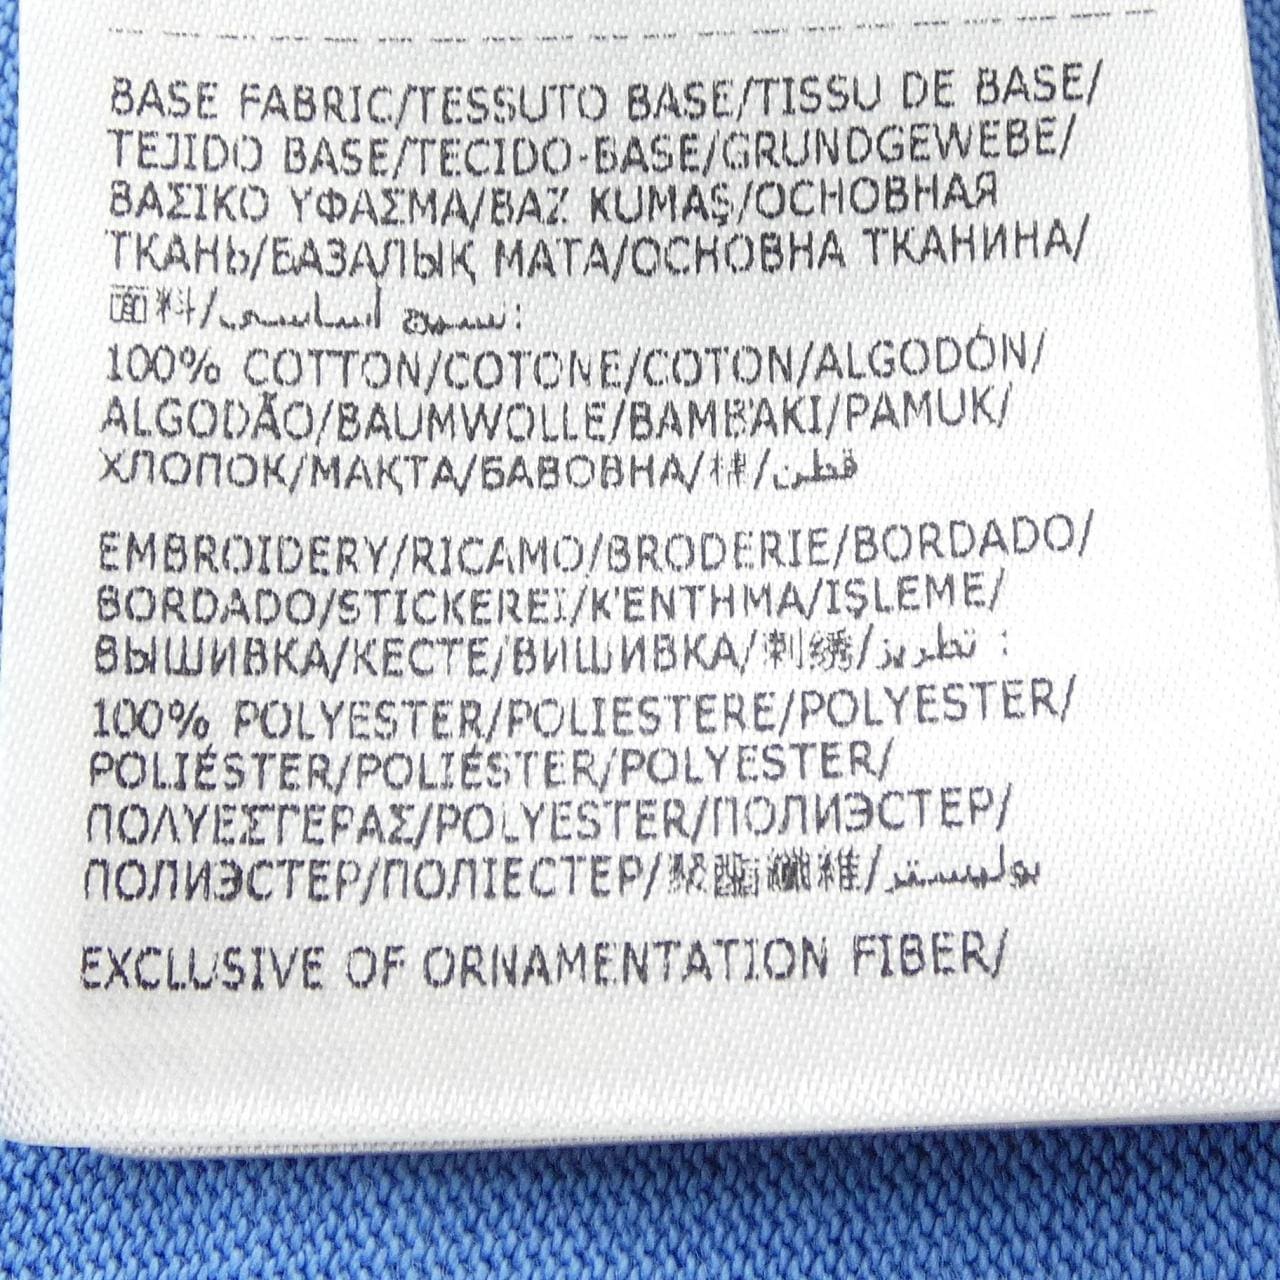 BASE FABRIC/TESSUTO BASE/TISSU DE BASE/
TEJIDO BASE/TECIDO-BASE/GRUNDGEWEBE/
ΒΑΣΙΚΟ ΥΦΑΣΜΑ/BAZ KUMAŞ/ОСНОВНАЯ
ТКАНЬ/БАЗАЛЫҚ МАТА/ОСНОВНА ТКАНИНА/
面料/نسيج أساسي:
100% COTTON/COTONE/COTON/ALGODÓN/
ALGODÃO/BAUMWOLLE/ΒΑΜΒΆΚΙ/PAMUK/
ХЛОПОК/МАҚТА/БАВОВНА/棉/قطن
EMBROIDERY/RICAMO/BRODERIE/BORDADO/
BORDADO/STICKEREI/ΚΈΝΤΗΜΑ/IŞLEME/
ВЫШИВКА/КЕСТЕ/ВИШИВКА/刺绣/تطريز :
100% POLYESTER/POLIESTERE/POLYESTER/
POLIÉSTER/POLIÉSTER/POLYESTER/
ΠΟΛΥΕΣΤΕΡΑΣ/POLYESTER/ПОЛИЭСТЕР/
ПОЛИЭСТЕР/ПОЛІЕСТЕР/聚酯纖維/بوليستر
EXCLUSIVE OF ORNAMENTATION FIBER/